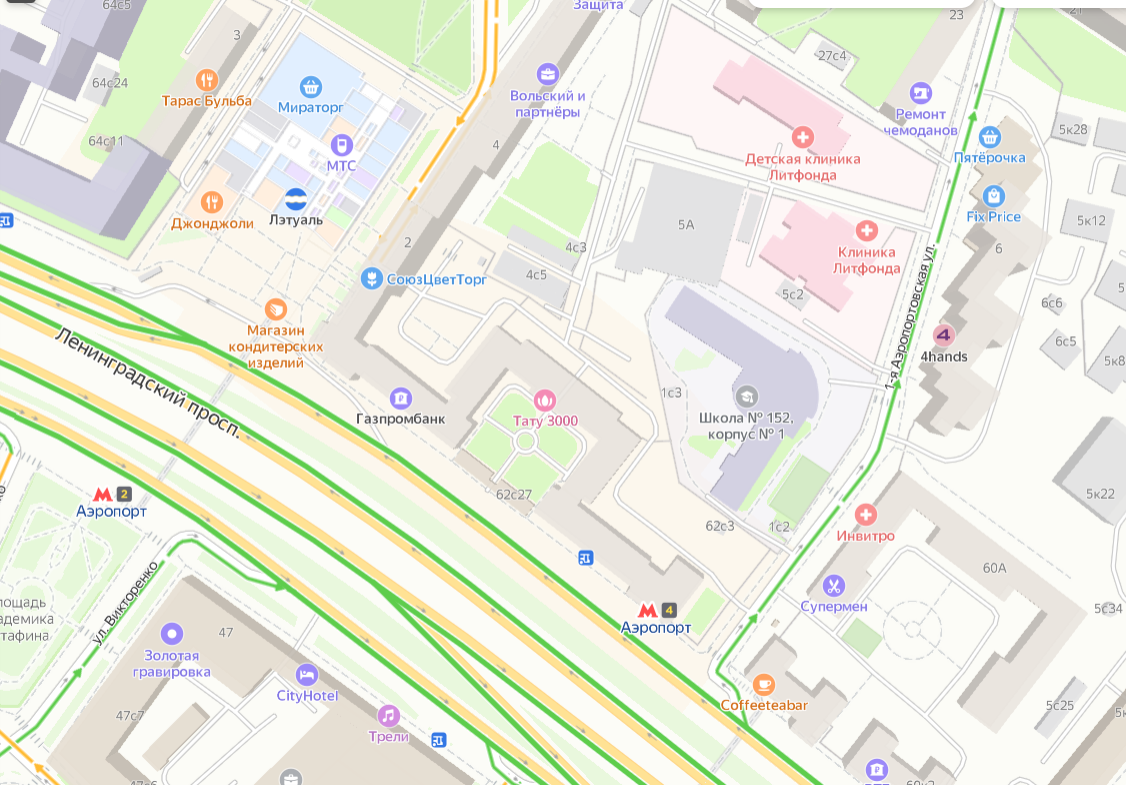 64с5
Защита
23
21
3
27с4
64с24
Тарас Бульба
Мираторг
Вольский и
партнёры
Ремонт
чемоданов
5к28
64с11
4
МТС
Детская клиника
Литфонда
Пятёрочка
Джонджоли
Лэтуаль
5А
Fix Price
5к12
2
4с3
6
Клиника
Литфонда
СоюзЦветТорг
4с5
5с2
6с6
Магазин
кондитерских
изделий
1-я Аэропортовская ул.
4
4hands
6с5
5к8
Ленинградский просп.
Газпромбанк
Тату 3000
1с3
Школа № 152,
корпус № 1
2
Аэропорт
62с27
62с3
1с2
5к22
Инвитро
60А
4
Аэропорт
Супермен
5с34
ул. Викторенко
47
Золотая
гравировка
CityHotel
Coffeeteabar
47с7
Трели
5с25